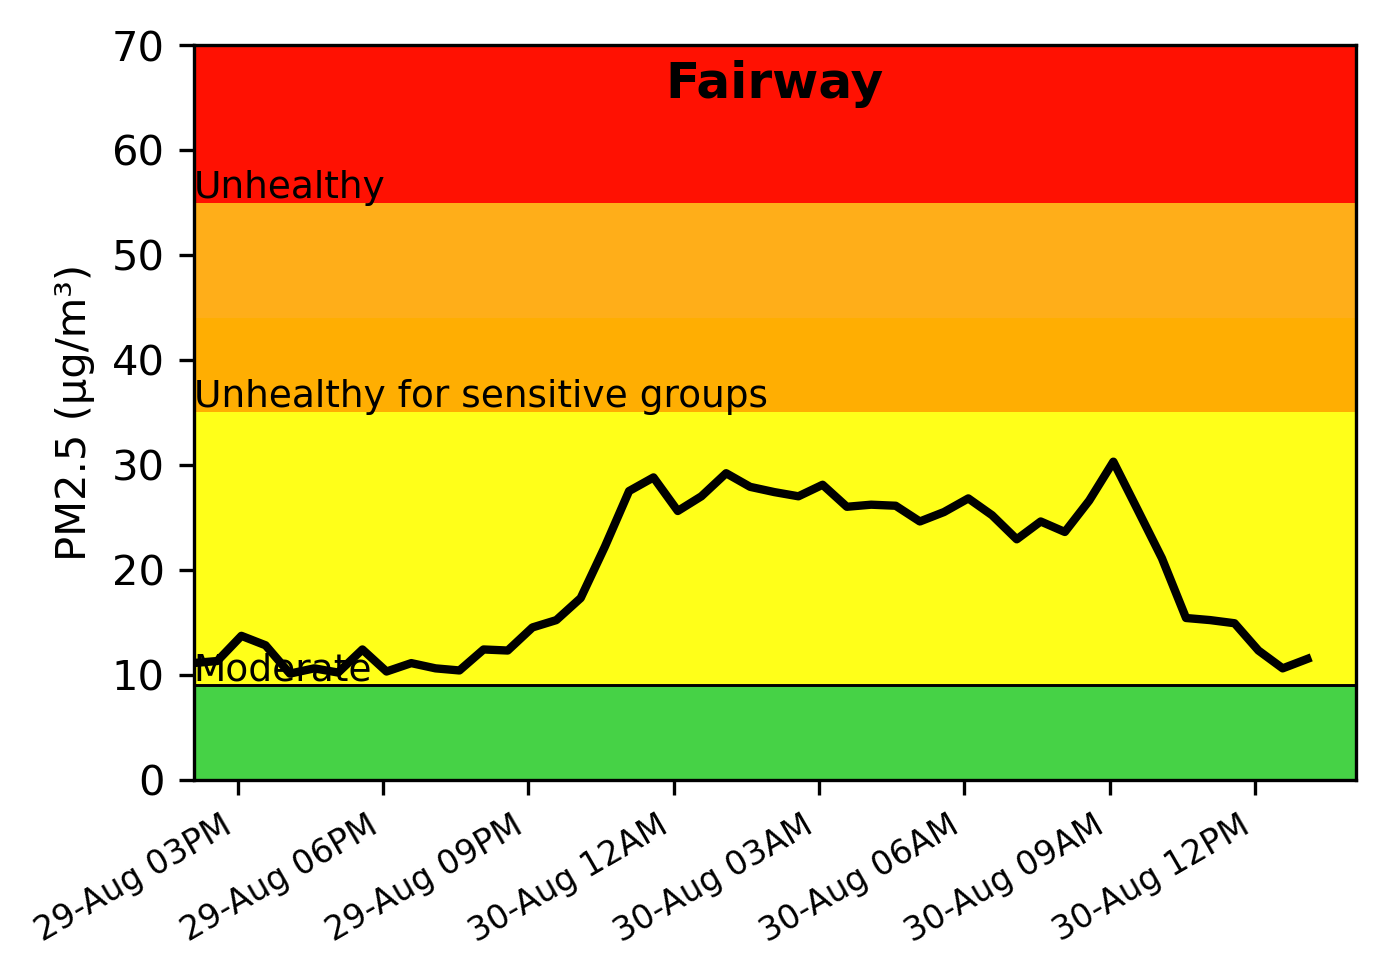 Fairway
PM2.5 (µg/m³)
70
60
50
40
30
20
10
0
Unhealthy
Unhealthy for sensitive groups
Moderate
29-Aug 03PM
29-Aug 06PM
29-Aug 09PM
30-Aug 12AM
30-Aug 03AM
30-Aug 06AM
30-Aug 09AM
30-Aug 12PM